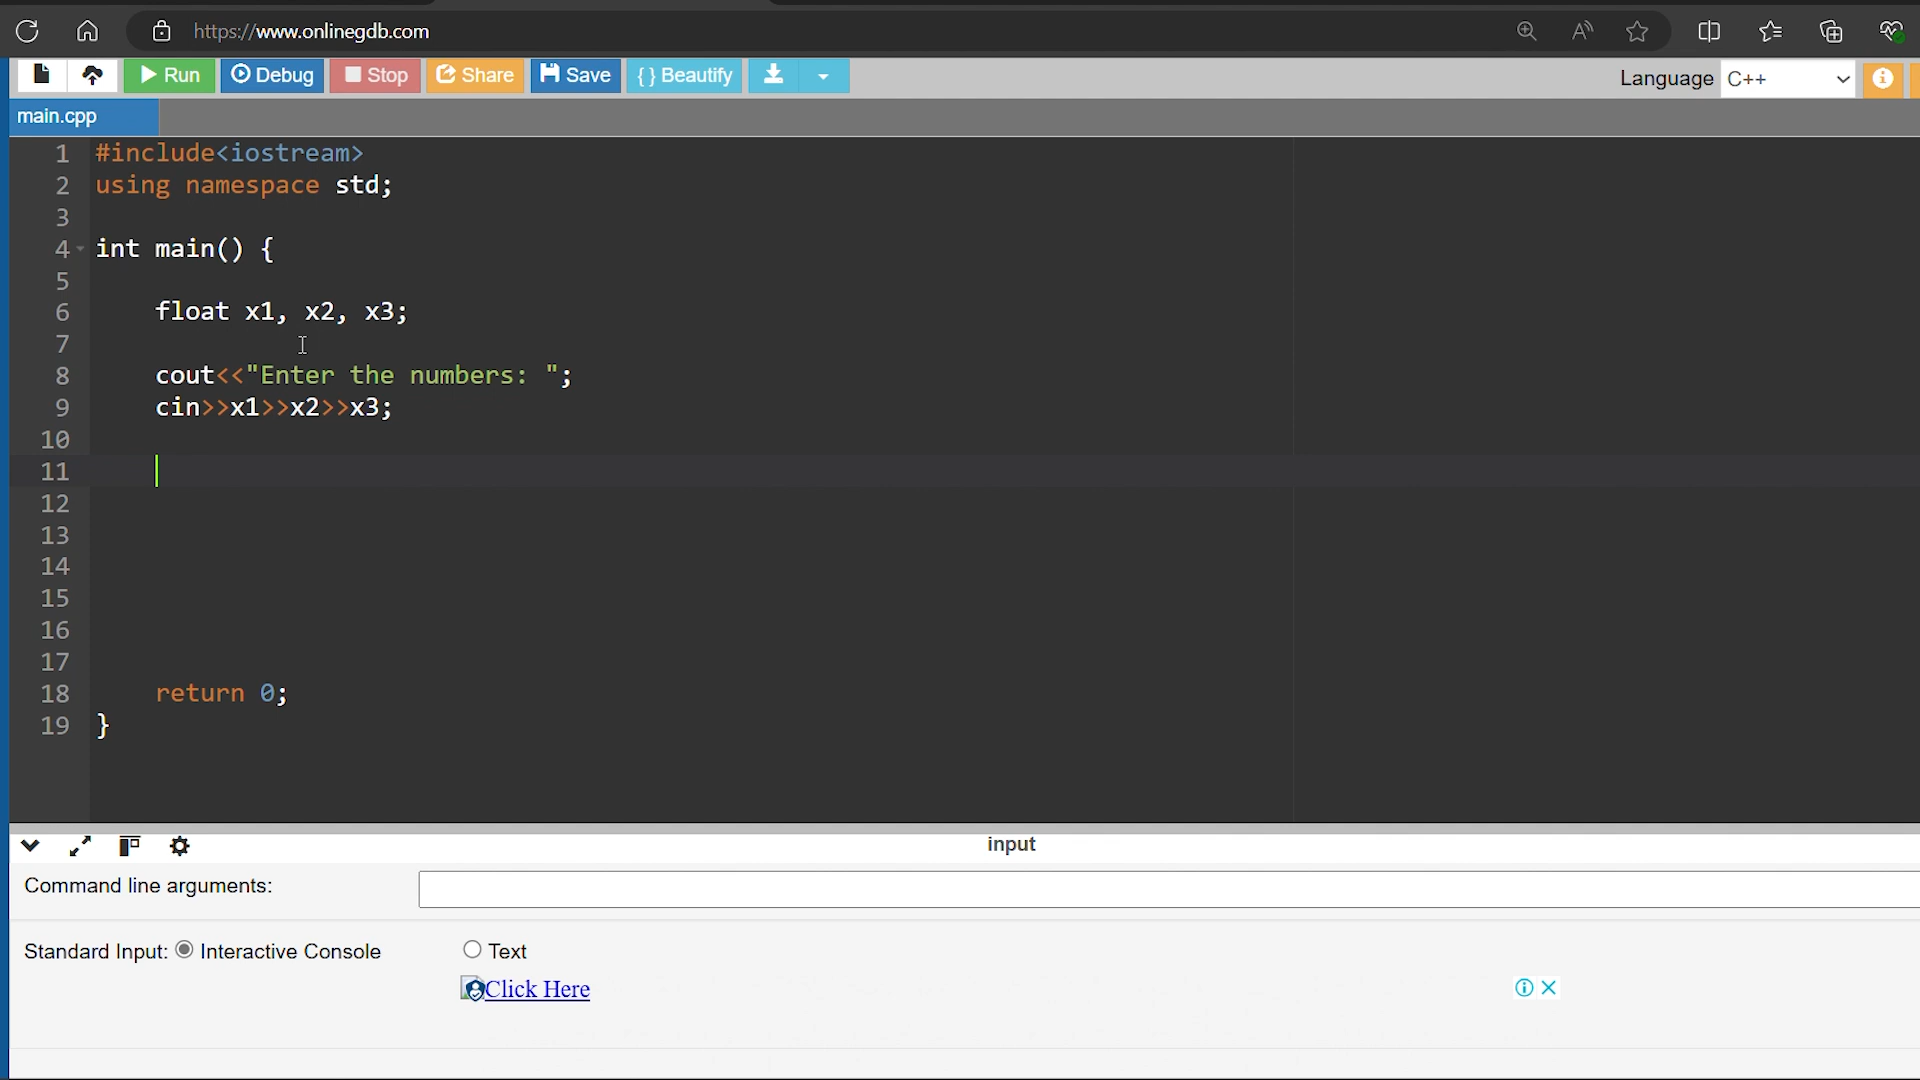 https://www.onlinegdb.com
Run Debug Stop Share Save { } Beautify Language C++
main.cpp
1 #include<iostream>
2 using namespace std;
3
4 int main() {
5
6 float x1, x2, x3;
7
8 cout<<"Enter the numbers: ";
9 cin>>x1>>x2>>x3;
10
11
12
13
14
15
16
17
18 return 0;
19 }
input
Command line arguments:
Standard Input: Interactive Console Text
Click Here